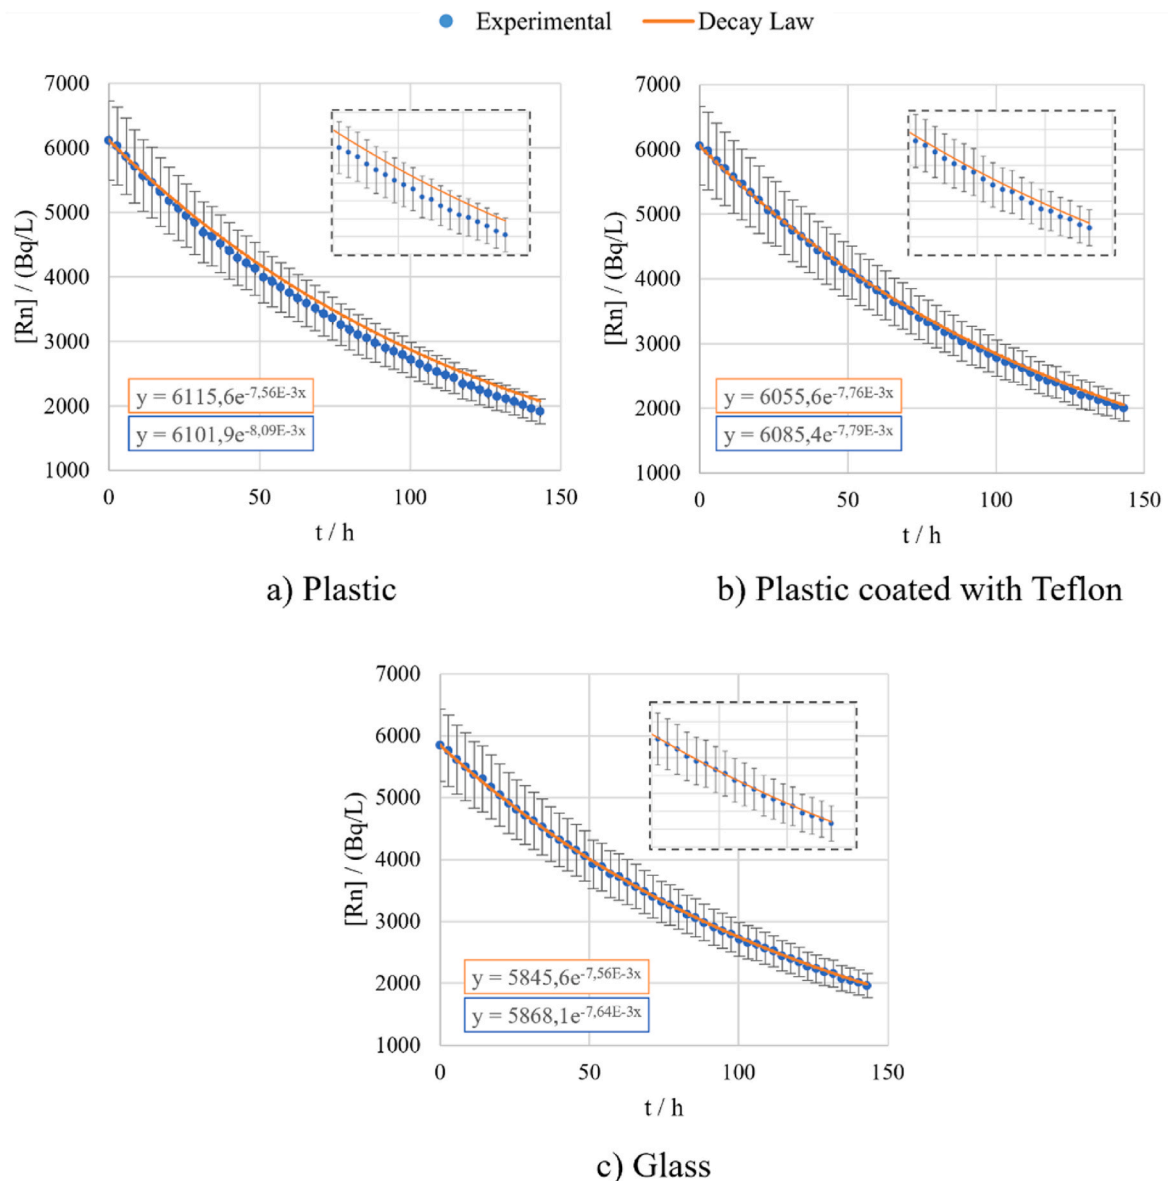 Experimental Decay Law
7000
6000
5000
4000
3000
2000
1000
[Rn] / (Bq/L)
y = 6115,6e-7,56E-3x
y = 6101,9e-8,09E-3x
0 50 100 150
t / h
a) Plastic
7000
6000
5000
4000
3000
2000
1000
[Rn] / (Bq/L)
y = 6055,6e-7,76E-3x
y = 6085,4e-7,79E-3x
0 50 100 150
t / h
b) Plastic coated with Teflon
7000
6000
5000
4000
3000
2000
1000
[Rn] / (Bq/L)
y = 5845,6e-7,56E-3x
y = 5868,1e-7,64E-3x
0 50 100 150
t / h
c) Glass